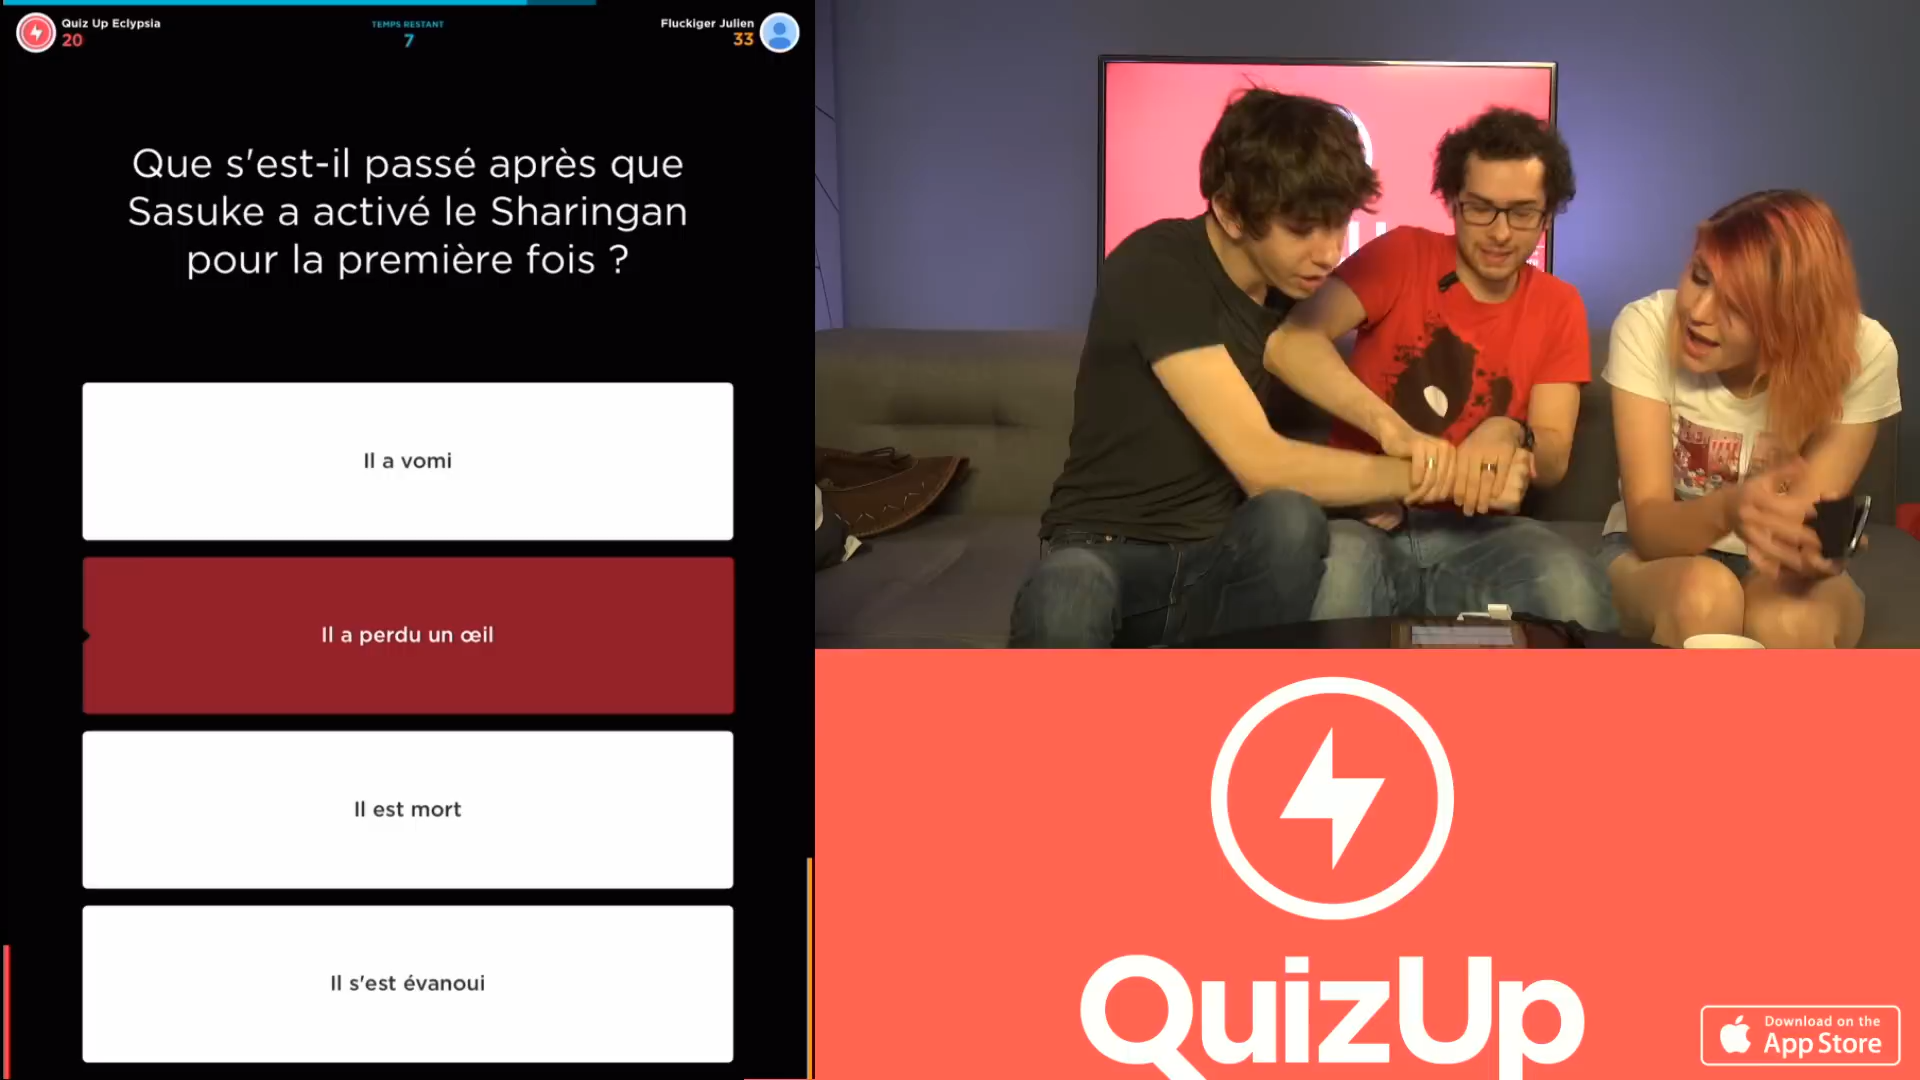 Quiz Up Eclypsia
20
TEMPS RESTANT
7
Fluckiger Julien
33
Que s'est-il passé après que
Sasuke a activé le Sharingan
pour la première fois ?
Il a vomi
Il a perdu un œil
Il est mort
Il s'est évanoui
QuizUp
Download on the
App Store